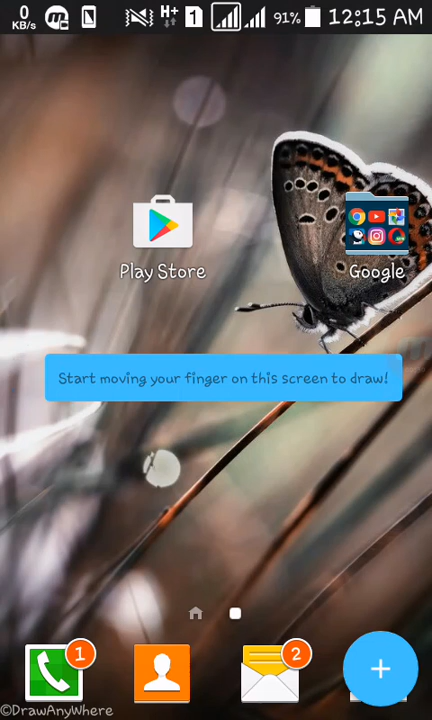 0
KB/s
H+
1
91%
12:15 AM
Play Store
Google
Start moving your finger on this screen to draw!
1
2
+
©DrawAnyWhere